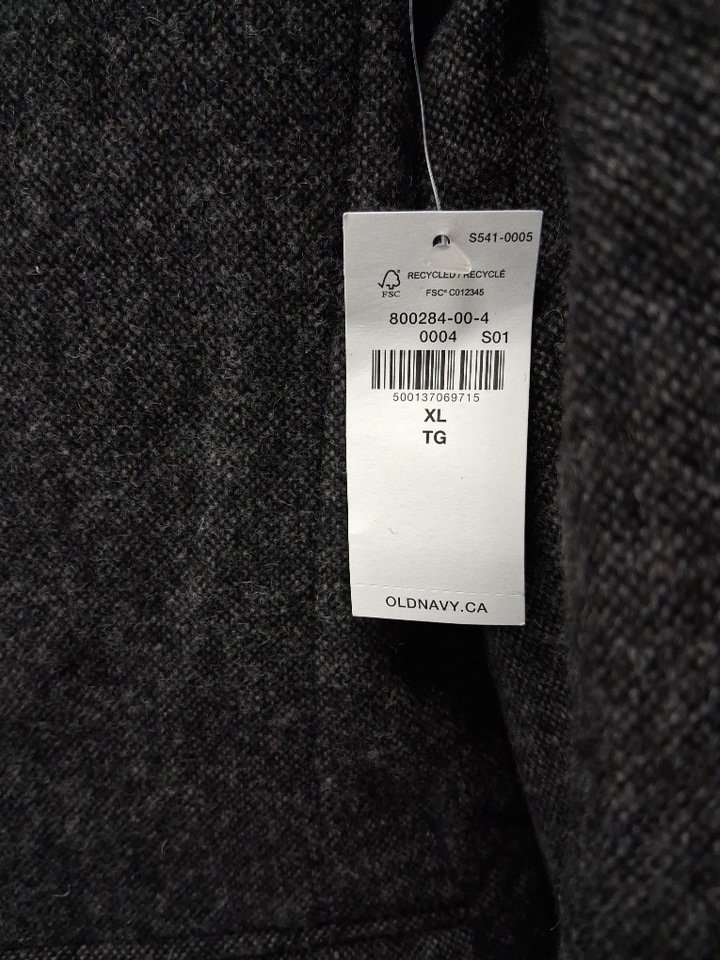 S541-0005
RECYCLED / RECYCLÉ
FSC
FSC® C012345
800284-00-4
0004 S01
500137069715
XL
TG
OLDNAVY.CA